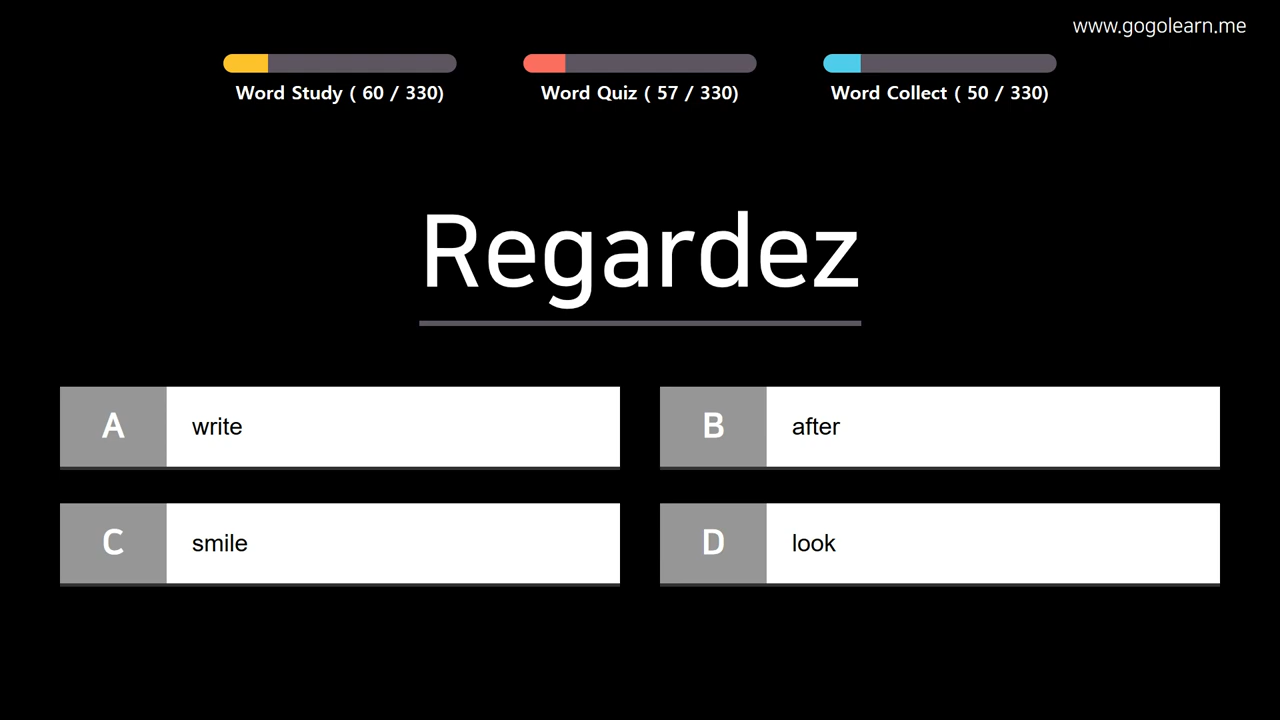 www.gogolearn.me
Word Study ( 60 / 330)
Word Quiz ( 57 / 330)
Word Collect ( 50 / 330)
Regardez
A write
B after
C smile
D look